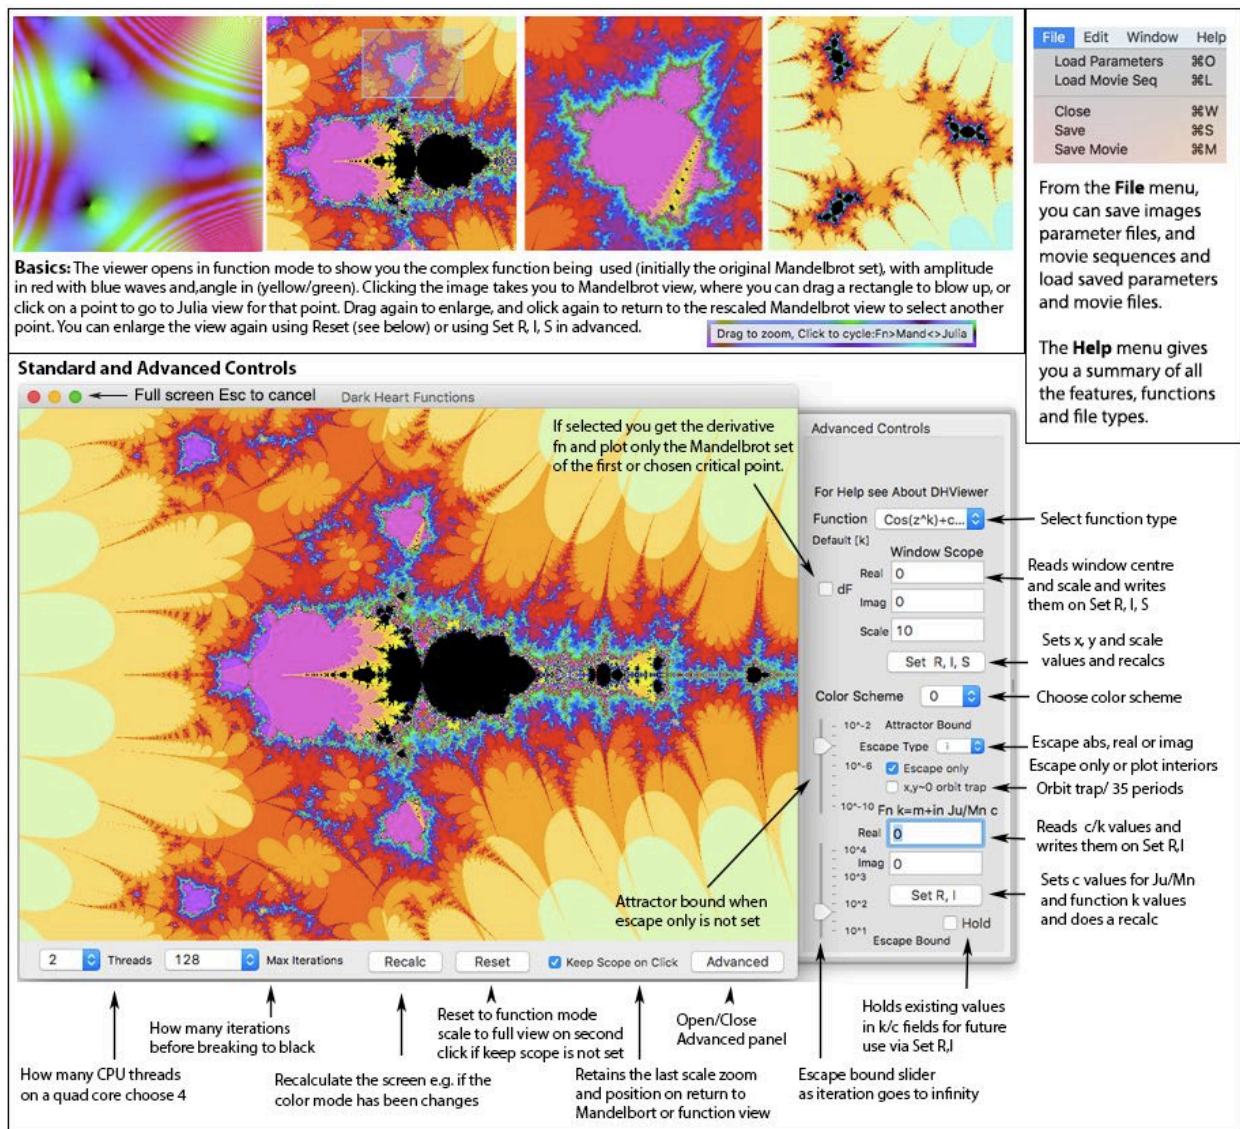 File Edit Window Help
Load Parameters ⌘O
Load Movie Seq ⌘L
Close ⌘W
Save ⌘S
Save Movie ⌘M
From the File menu,
you can save images
parameter files, and
movie sequences and
load saved parameters
and movie files.
The Help menu gives
you a summary of all
the features, functions
and file types.
Basics: The viewer opens in function mode to show you the complex function being used (initially the original Mandelbrot set), with amplitude
in red with blue waves and,angle in (yellow/green). Clicking the image takes you to Mandelbrot view, where you can drag a rectangle to blow up, or
click on a point to go to Julia view for that point. Drag again to enlarge, and olick again to return to the rescaled Mandelbrot view to select another
point. You can enlarge the view again using Reset (see below) or using Set R, I, S in advanced.
Drag to zoom, Click to cycle:Fn>Mand<>Julia
Standard and Advanced Controls
Full screen Esc to cancel
Dark Heart Functions
If selected you get the derivative
fn and plot only the Mandelbrot set
of the first or chosen critical point.
Attractor bound when
escape only is not set
2 Threads 128 Max Iterations Recalc Reset Keep Scope on Click Advanced
Advanced Controls
For Help see About DHViewer
Function Cos(z^k)+c...
Default [k]
Window Scope
Real 0
dF
Imag 0
Scale 10
Set R, I, S
Color Scheme 0
10^-2 Attractor Bound
Escape Type i
10^-6 Escape only
x,y~0 orbit trap
10^-10 Fn k=m+in Ju/Mn c
Real 0
10^4
Imag 0
10^3
10^2 Set R, I
Hold
10^1
Escape Bound
Select function type
Reads window centre
and scale and writes
them on Set R, I, S
Sets x, y and scale
values and recalcs
Choose color scheme
Escape abs, real or imag
Escape only or plot interiors
Orbit trap/ 35 periods
Reads c/k values and
writes them on Set R,I
Sets c values for Ju/Mn
and function k values
and does a recalc
How many CPU threads
on a quad core choose 4
How many iterations
before breaking to black
Recalculate the screen e.g. if the
color mode has been changes
Reset to function mode
scale to full view on second
click if keep scope is not set
Retains the last scale zoom
and position on return to
Mandelbort or function view
Open/Close
Advanced panel
Escape bound slider
as iteration goes to infinity
Holds existing values
in k/c fields for future
use via Set R,I